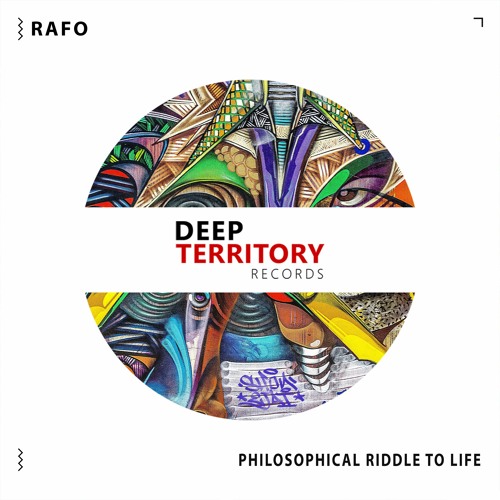 RAFO
DEEP
TERRITORY
RECORDS
PHILOSOPHICAL RIDDLE TO LIFE